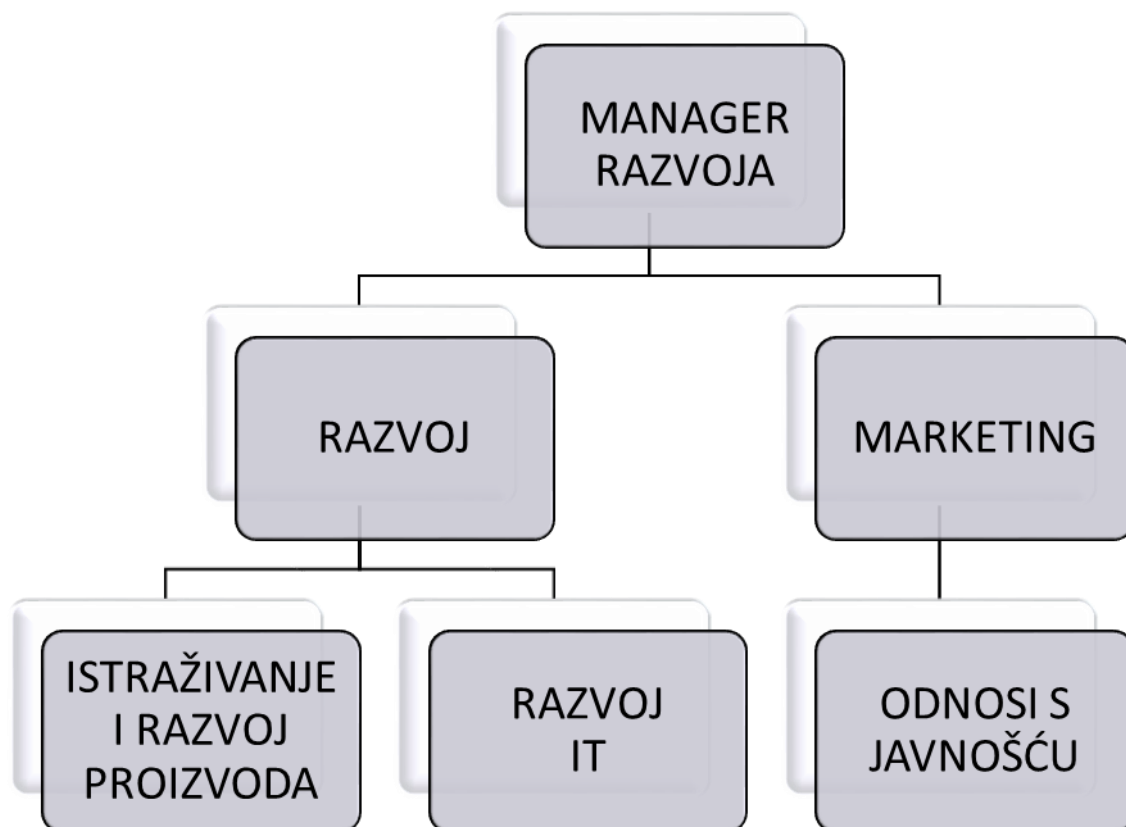 MANAGER
RAZVOJA
RAZVOJ
MARKETING
ISTRAŽIVANJE
I RAZVOJ
PROIZVODA
RAZVOJ
IT
ODNOSI S
JAVNOŠĆU